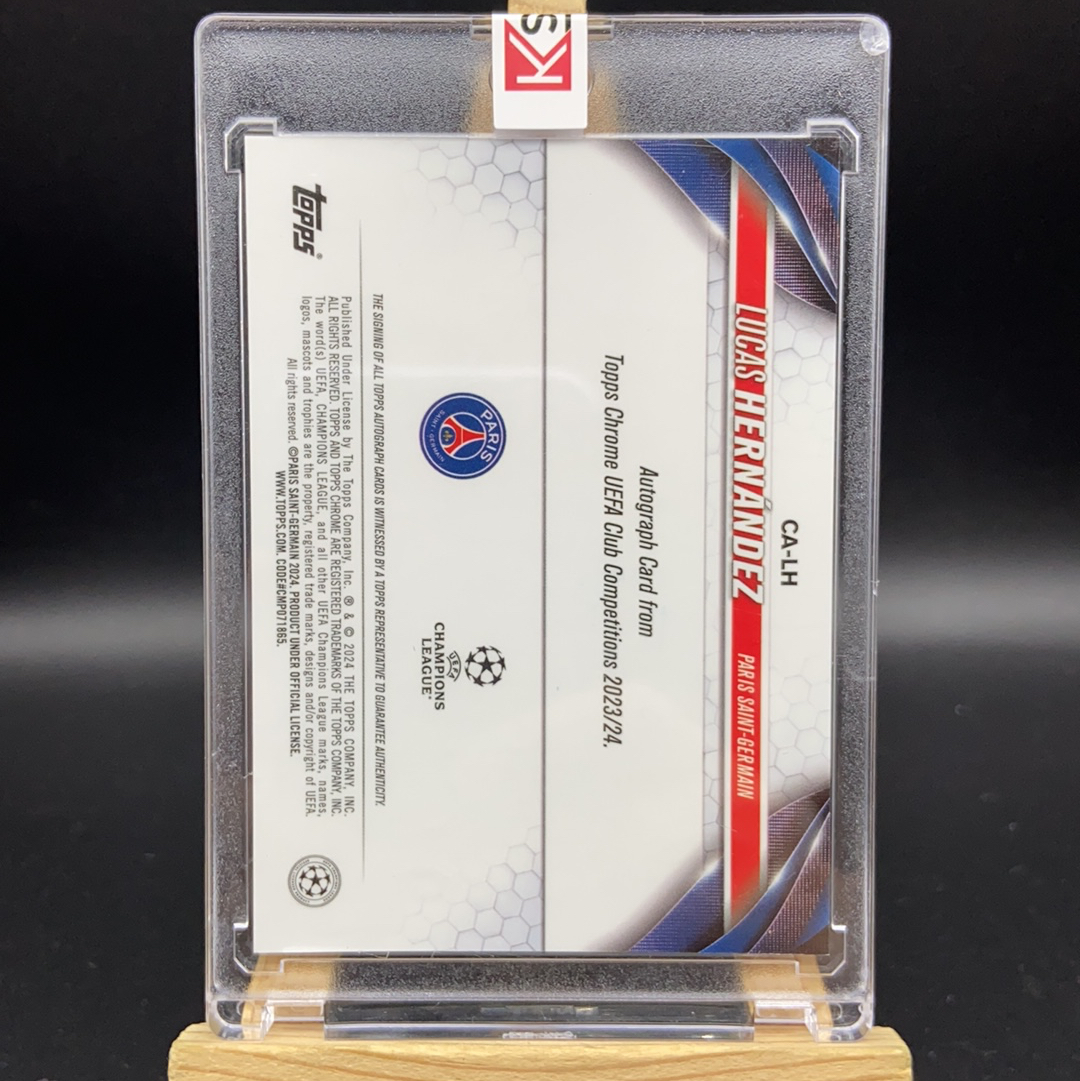 KS
CA-LH
LUCAS HERNÁNDEZ PARIS SAINT-GERMAIN
Autograph Card from
Topps Chrome UEFA Club Competitions 2023/24.
PARIS
SAINT-GERMAIN
UEFA
CHAMPIONS
LEAGUE®
THE SIGNING OF ALL TOPPS AUTOGRAPH CARDS IS WITNESSED BY A TOPPS REPRESENTATIVE TO GUARANTEE AUTHENTICITY.
topps®
Published Under License by The Topps Company, Inc. ® & © 2024 THE TOPPS COMPANY, INC.
ALL RIGHTS RESERVED. TOPPS AND TOPPS CHROME ARE REGISTERED TRADEMARKS OF THE TOPPS COMPANY, INC.
The word(s) UEFA, CHAMPIONS LEAGUE, and all other UEFA Champions League marks, names,
logos, mascots and trophies are the property, registered trade marks, designs and/or copyright of UEFA.
All rights reserved. ©PARIS SAINT-GERMAIN 2024. PRODUCT UNDER OFFICIAL LICENSE.
WWW.TOPPS.COM. CODE#CMP071865.